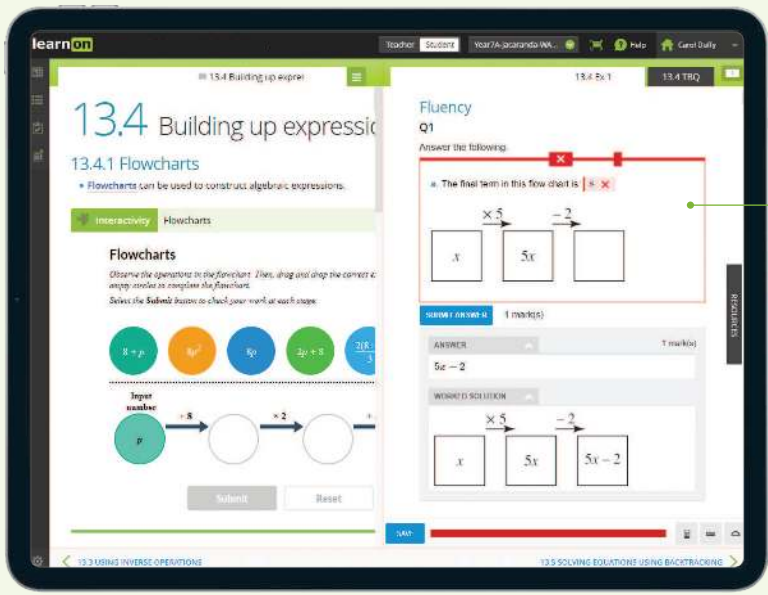 learnon
Teacher Student Year7A-Jacaranda-WA... Help Carol Duffy
13.4 Building up exprei
13.4 Building up expressic
13.4.1 Flowcharts
Flowcharts can be used to construct algebraic expressions.
Interactivity Flowcharts
Flowcharts
Observe the operations in the flowchart. Then, drag and drop the correct e
empty circles to complete the flowchart.
Select the Submit button to check your work at each stage.
8 + p 8p² 8p 2p + 8
Input
number
p
+ 8 × 2
Submit Reset
13.3 USING INVERSE OPERATIONS
13.4 Ex 1 13.4 TBQ
Fluency
Q1
Answer the following.
a. The final term in this flow chart is 8 ×
× 5 − 2
x 5x
SUBMIT ANSWER 1 mark(s)
ANSWER 1 mark(s)
5x − 2
WORKED SOLUTION
× 5 − 2
x 5x 5x − 2
RESOURCES
SAVE
13.5 SOLVING EQUATIONS USING BACKTRACKING